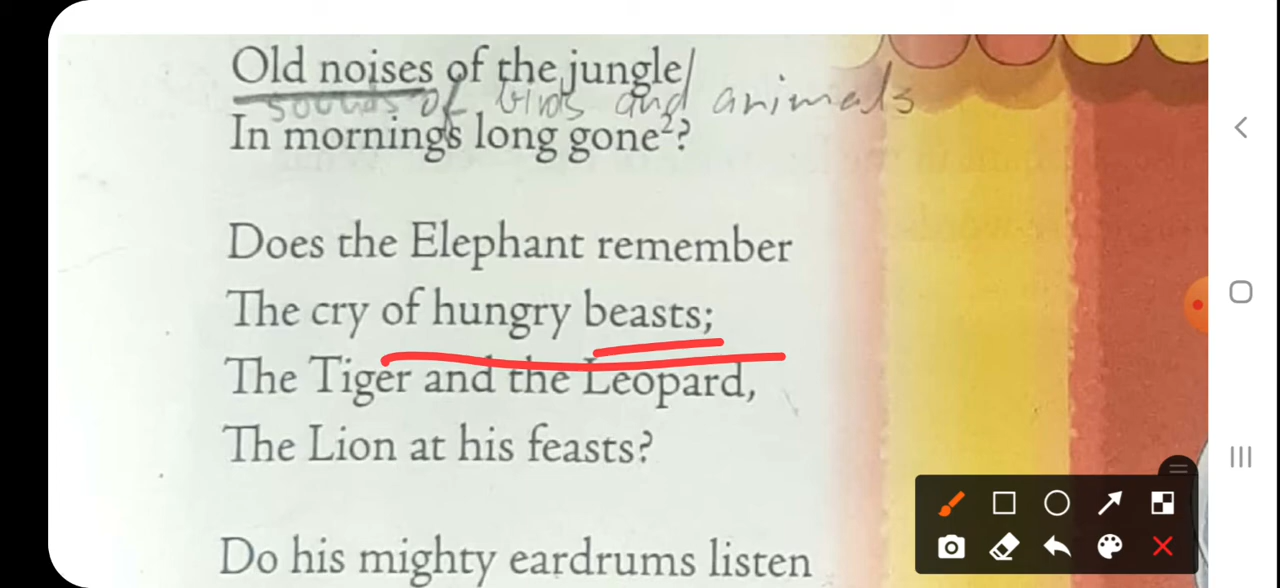 Old noises of the jungle/
sounds of birds and animals
In mornings long gone²?
Does the Elephant remember
The cry of hungry beasts;
The Tiger and the Leopard,
The Lion at his feasts?
Do his mighty eardrums listen